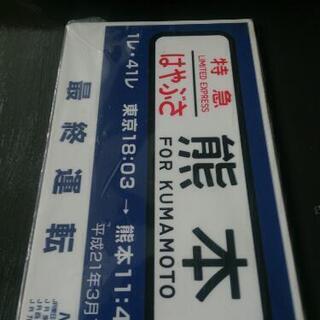 特急
LIMITED EXPRESS
はやぶさ
熊本
FOR KUMAMOTO
1レ・41レ 東京18:03 → 熊本11:4
平成21年3月
最終運転